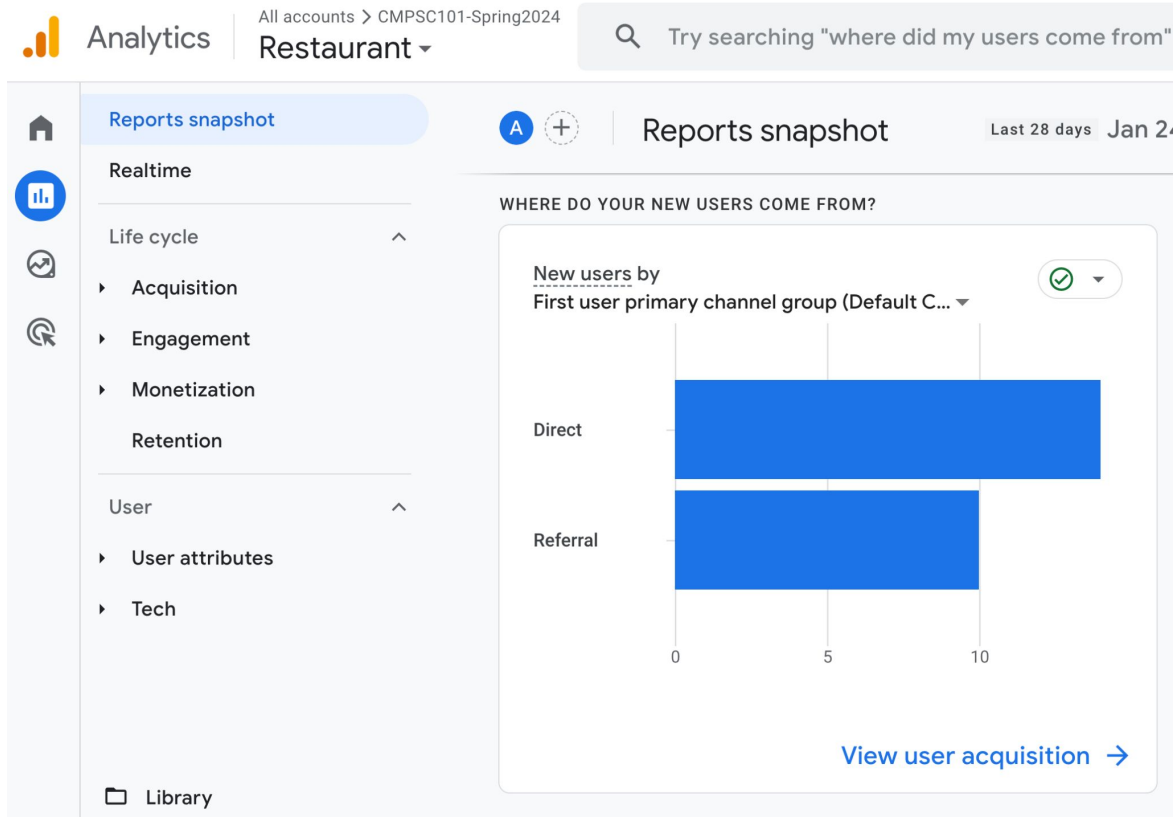 Analytics
All accounts > CMPSC101-Spring2024
Restaurant
Try searching "where did my users come from"
Reports snapshot
Realtime
Life cycle
Acquisition
Engagement
Monetization
Retention
User
User attributes
Tech
Library
A
Reports snapshot
Last 28 days Jan 24
WHERE DO YOUR NEW USERS COME FROM?
New users by
First user primary channel group (Default C...
Direct
Referral
0 5 10
View user acquisition →